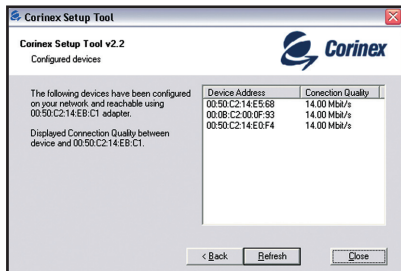 Corinex Setup Tool
Corinex Setup Tool v2.2
Configured devices
Corinex
The following devices have been configured
on your network and reachable using
00:50:C2:14:EB:C1 adapter.
Displayed Connection Quality between
device and 00:50:C2:14:EB:C1.
Device Address Conection Quality
00:50:C2:14:E5:68 14.00 Mbit/s
00:0B:C2:00:0F:93 14.00 Mbit/s
00:50:C2:14:E0:F4 14.00 Mbit/s
< Back Refresh Close